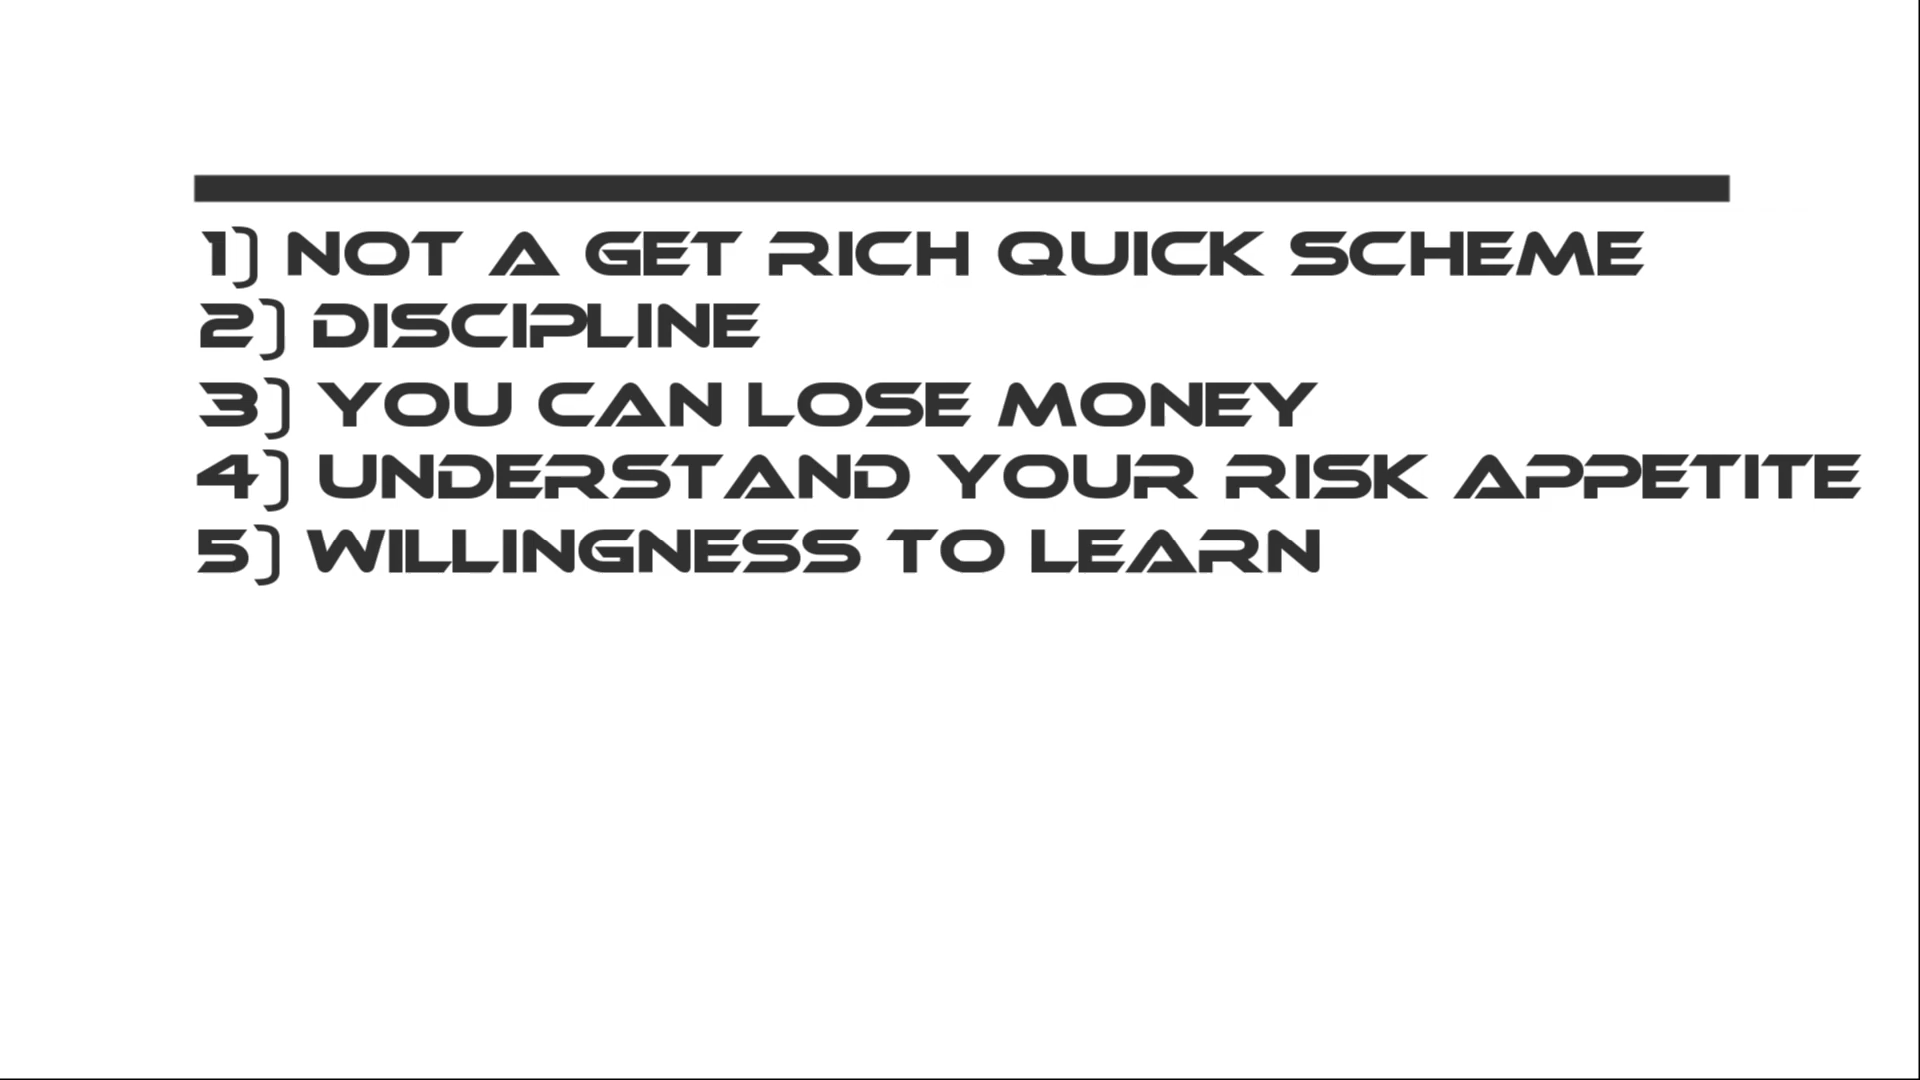 1) NOT A GET RICH QUICK SCHEME
2) DISCIPLINE
3) YOU CAN LOSE MONEY
4) UNDERSTAND YOUR RISK APPETITE
5) WILLINGNESS TO LEARN